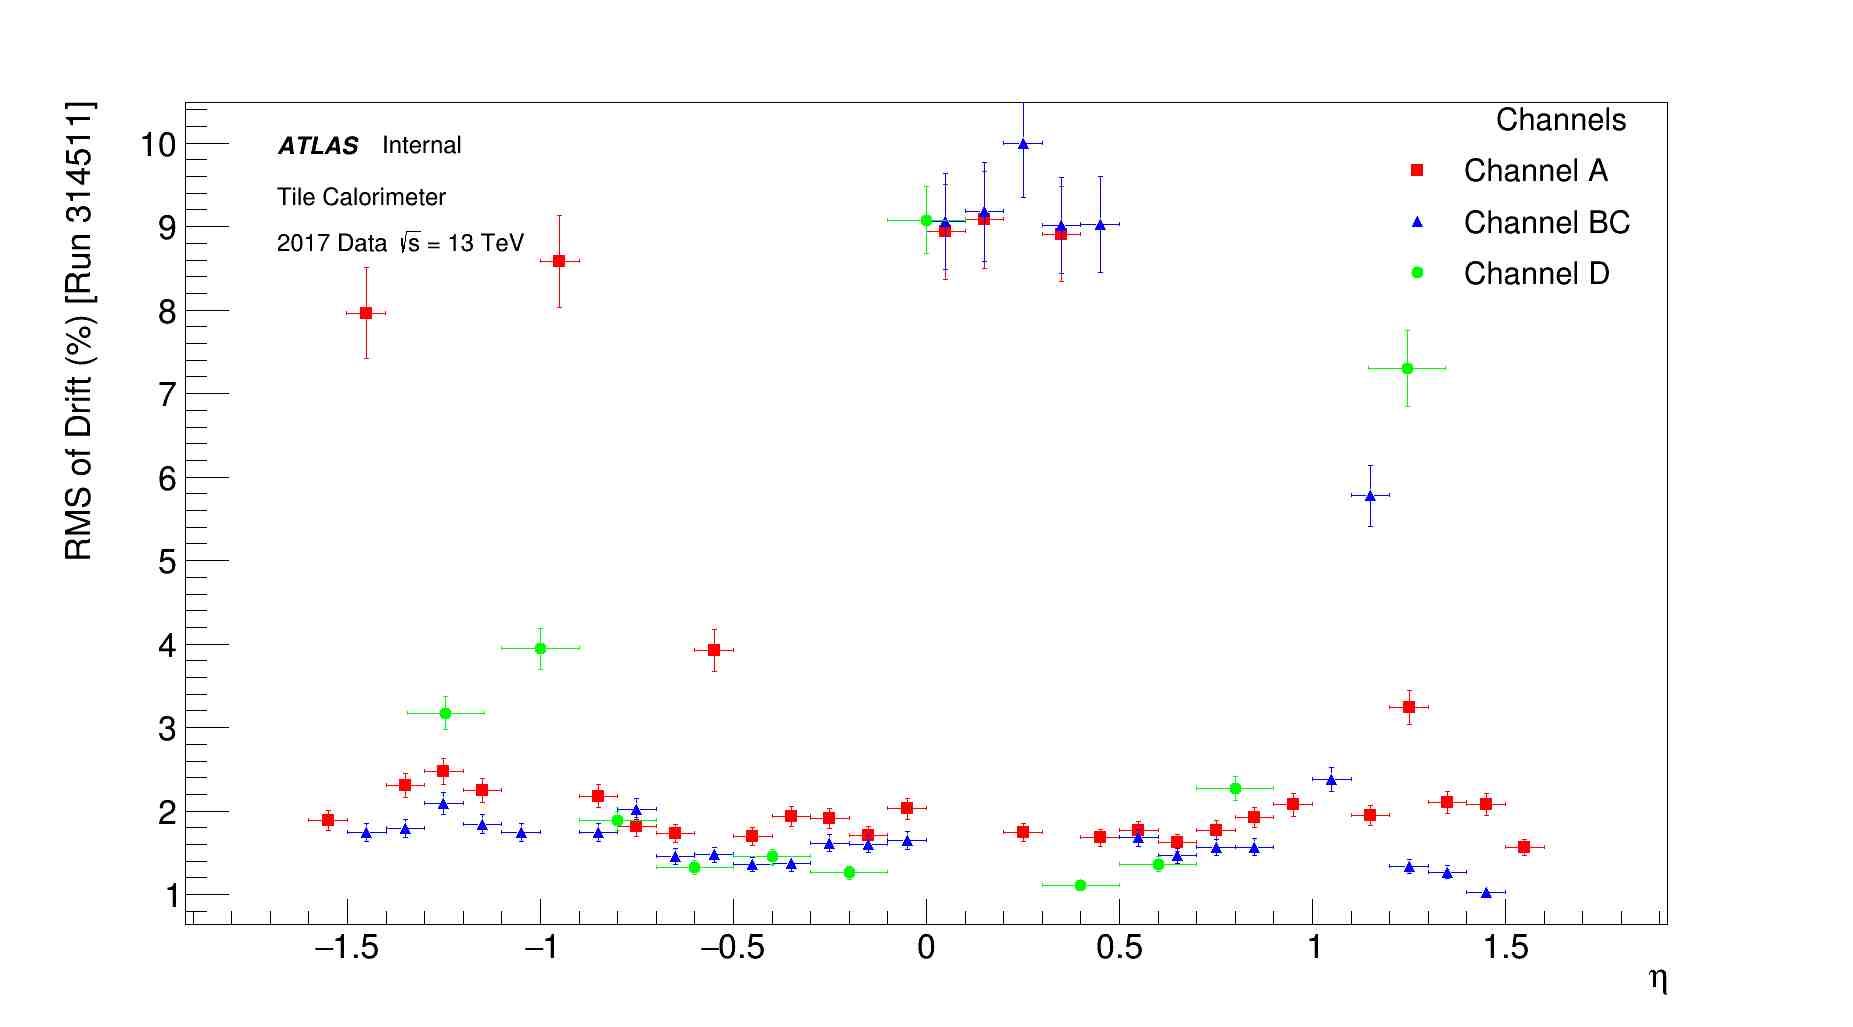 RMS of Drift (%) [Run 314511]
ATLAS Internal
Tile Calorimeter
2017 Data √s = 13 TeV
Channels
Channel A
Channel BC
Channel D
10
9
8
7
6
5
4
3
2
1
−1.5 −1 −0.5 0 0.5 1 1.5
η